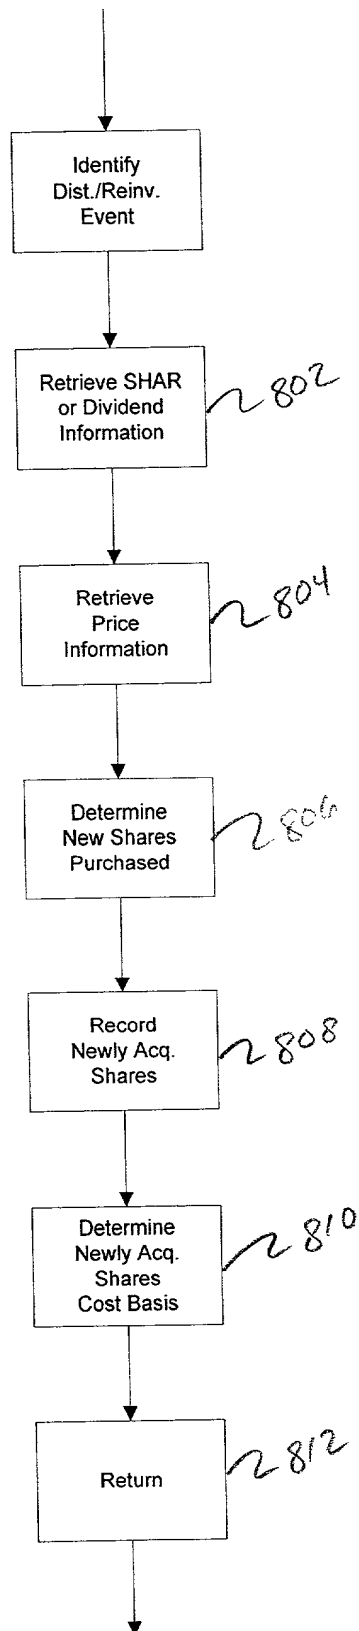 Identify
Dist./Reinv.
Event
Retrieve SHAR
or Dividend
Information
802
Retrieve
Price
Information
804
Determine
New Shares
Purchased
806
Record
Newly Acq.
Shares
808
Determine
Newly Acq.
Shares
Cost Basis
810
Return
812